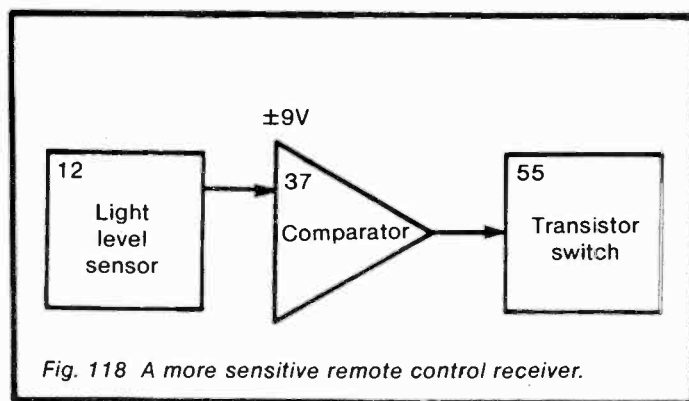 ±9V
12
Light
level
sensor
37
Comparator
55
Transistor
switch
Fig. 118 A more sensitive remote control receiver.